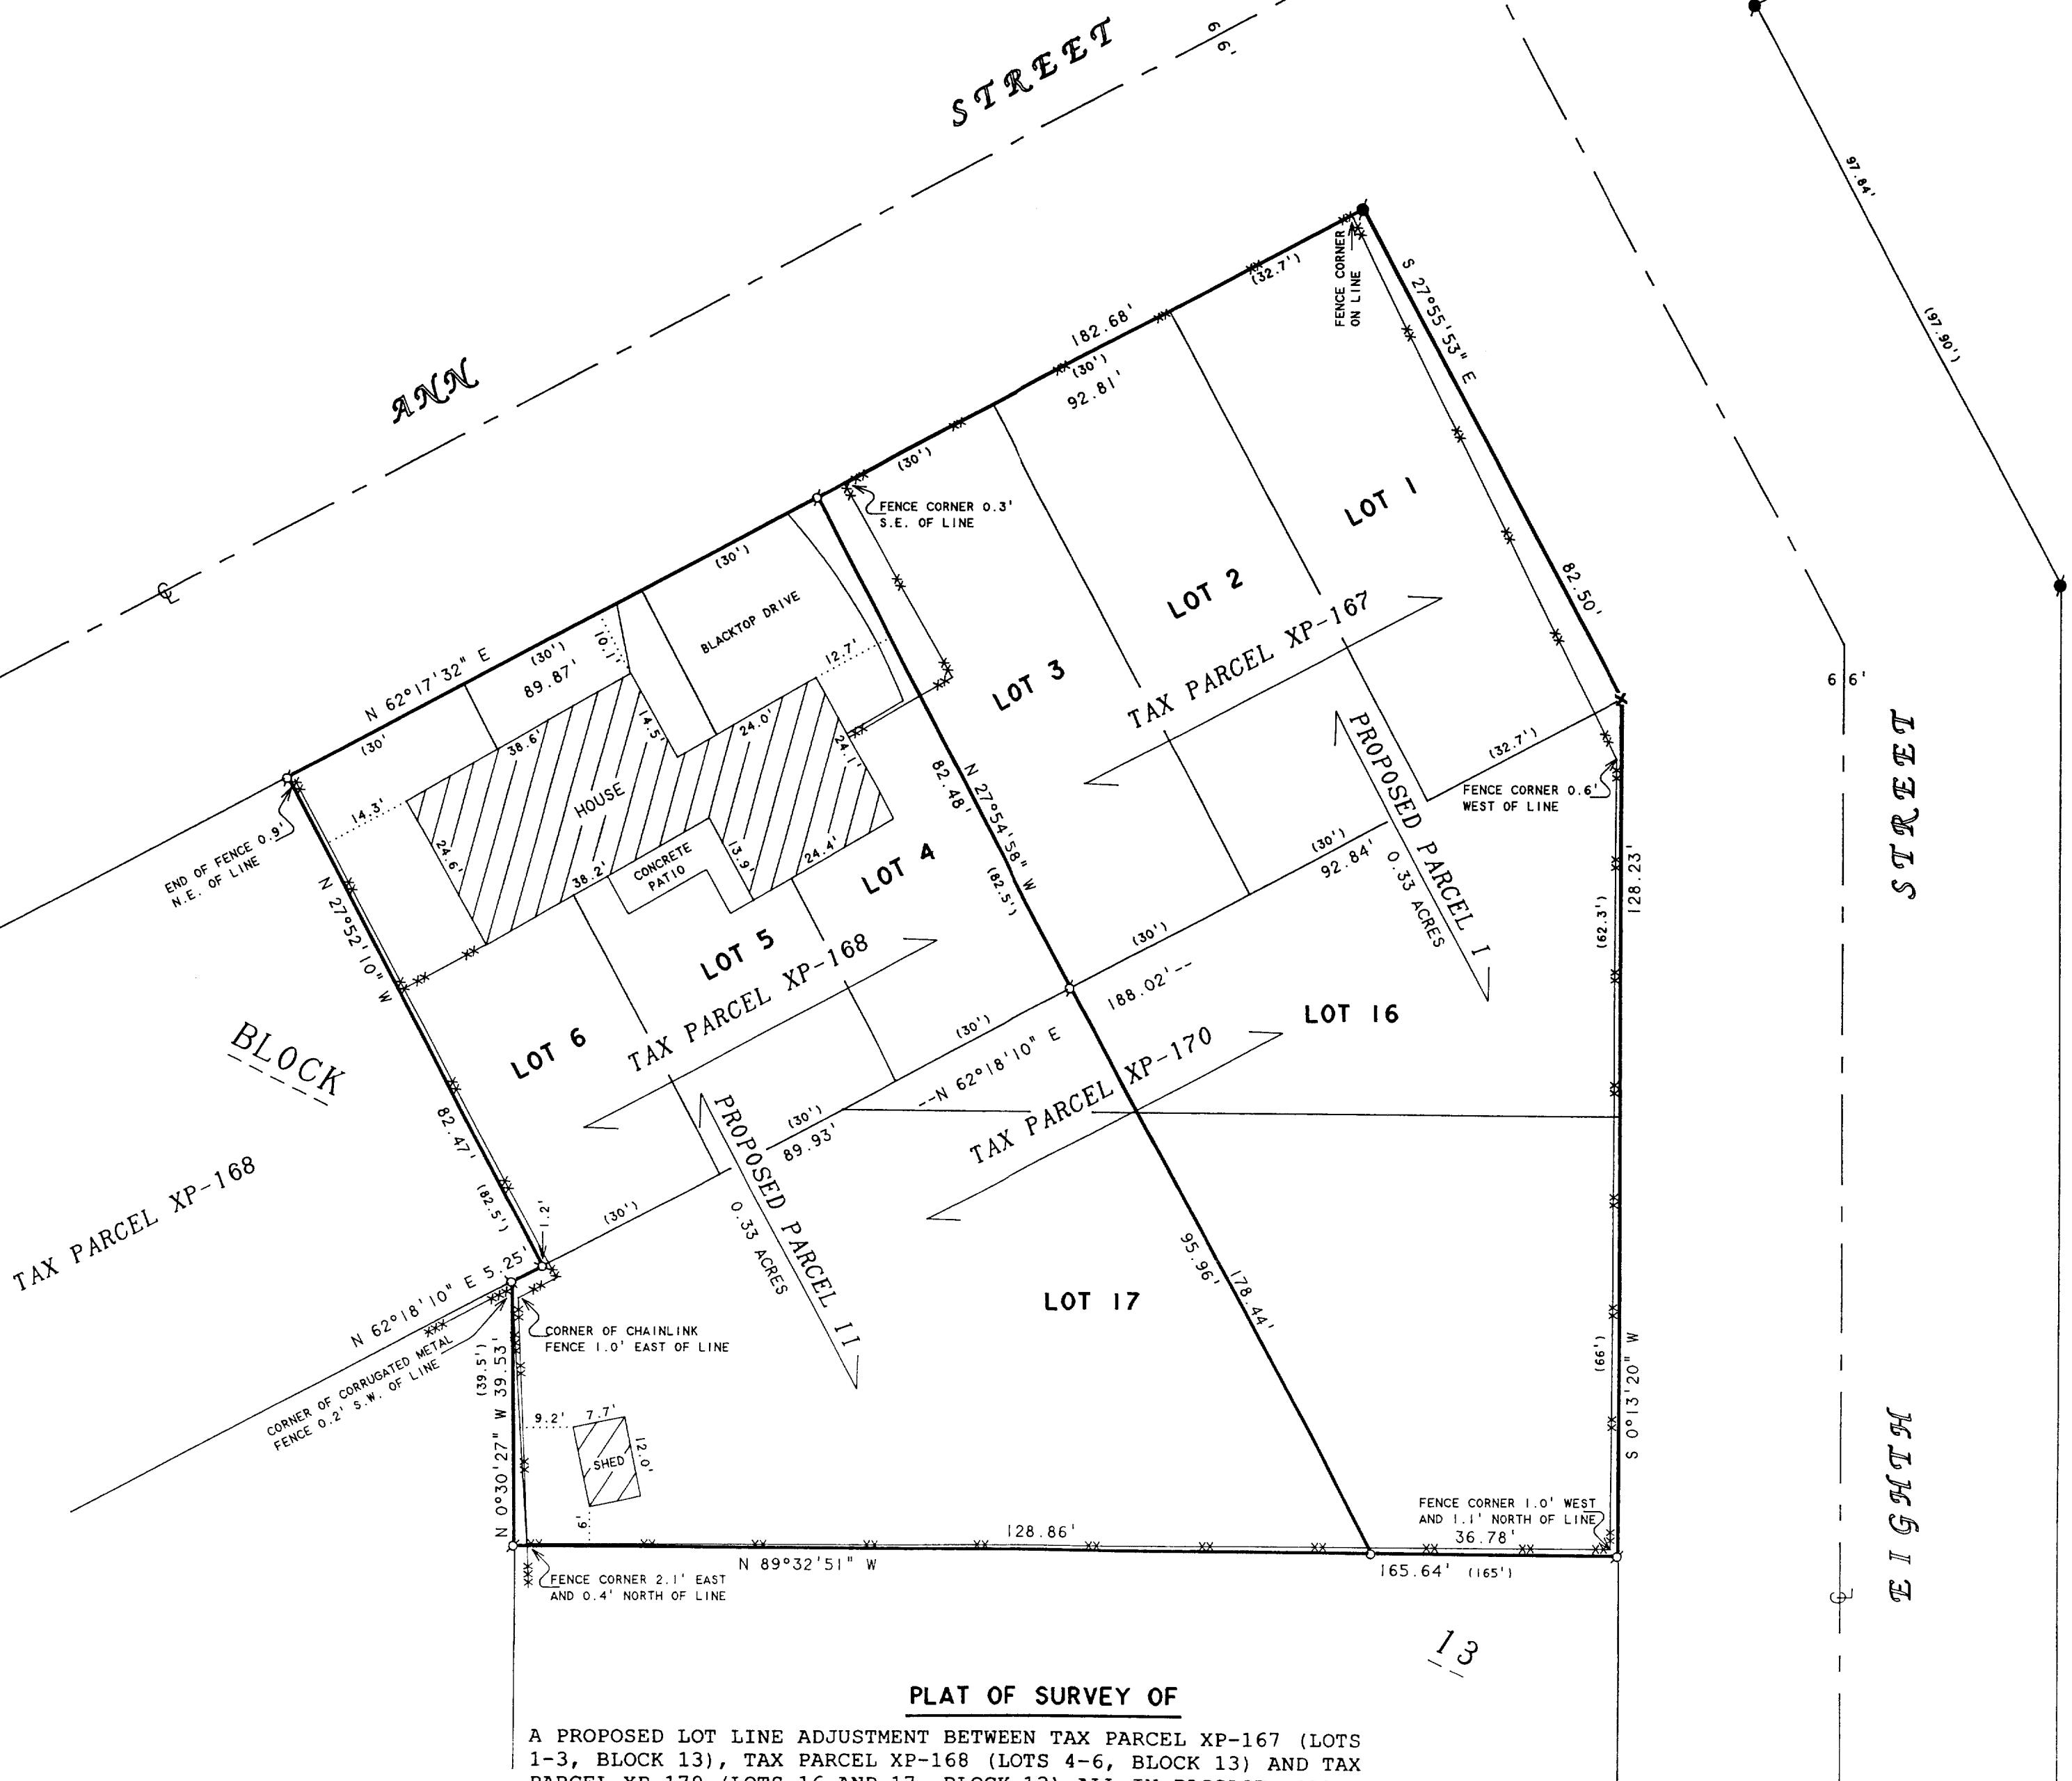 STREET
66'
ANN
℄
97.84'
(97.90')
FENCE CORNER
ON LINE
(32.7')
182.68'
(30')
92.81'
S 27°55'53" E
(30')
FENCE CORNER 0.3'
S.E. OF LINE
LOT 1
LOT 2
LOT 3
82.50'
TAX PARCEL XP-167
(30')
BLACKTOP DRIVE
12.7'
10.1'
N 62°17'32" E
(30')
89.87'
(30'
38.6'
14.5'
24.0'
24.1'
HOUSE
14.3'
24.6'
38.2'
CONCRETE
PATIO
13.9'
24.4'
END OF FENCE 0.9'
N.E. OF LINE
N 27°52'10" W
82.48'
N 27°54'58" W
(82.5')
PROPOSED PARCEL I
0.33 ACRES
(32.7')
FENCE CORNER 0.6'
WEST OF LINE
66'
STREET
128.23'
(62.3')
(30')
92.84'
(30')
188.02'--
LOT 4
LOT 5
LOT 6
TAX PARCEL XP-168
LOT 16
TAX PARCEL XP-170
(30')
--N 62°18'10" E
(30')
89.93'
(30')
BLOCK
TAX PARCEL XP-168
82.47'
(82.5')
1.2'
PROPOSED PARCEL II
0.33 ACRES
LOT 17
95.96'
178.44'
N 62°18'10" E 5.25'
CORNER OF CORRUGATED METAL
FENCE 0.2' S.W. OF LINE
CORNER OF CHAINLINK
FENCE 1.0' EAST OF LINE
(39.5')
N 0°30'27" W 39.53'
9.2'
7.7'
12.0'
SHED
6'
(66')
S 0°13'20" W
EIGHTH
℄
FENCE CORNER 1.0' WEST
AND 1.1' NORTH OF LINE
36.78'
128.86'
N 89°32'51" W
165.64' (165')
FENCE CORNER 2.1' EAST
AND 0.4' NORTH OF LINE
13
PLAT OF SURVEY OF
A PROPOSED LOT LINE ADJUSTMENT BETWEEN TAX PARCEL XP-167 (LOTS
1-3, BLOCK 13), TAX PARCEL XP-168 (LOTS 4-6, BLOCK 13) AND TAX